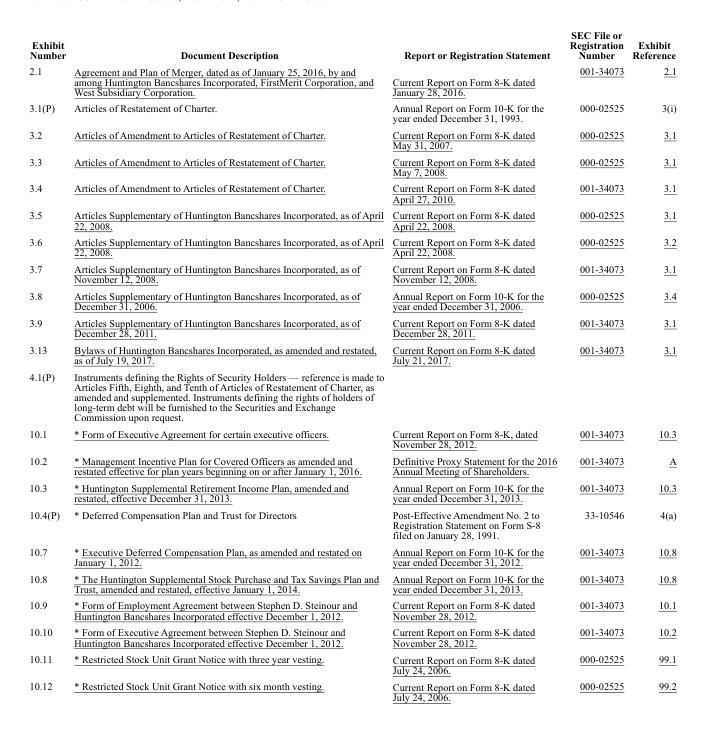 SEC File or
Exhibit Registration Exhibit
Number Document Description Report or Registration Statement Number Reference
2.1 Agreement and Plan of Merger, dated as of January 25, 2016, by and 001-34073 2.1
among Huntington Bancshares Incorporated, FirstMerit Corporation, and Current Report on Form 8-K dated
West Subsidiary Corporation. January 28, 2016.
3.1(P) Articles of Restatement of Charter. Annual Report on Form 10-K for the 000-02525 3(i)
year ended December 31, 1993.
3.2 Articles of Amendment to Articles of Restatement of Charter. Current Report on Form 8-K dated 000-02525 3.1
May 31, 2007.
3.3 Articles of Amendment to Articles of Restatement of Charter. Current Report on Form 8-K dated 000-02525 3.1
May 7, 2008.
3.4 Articles of Amendment to Articles of Restatement of Charter. Current Report on Form 8-K dated 001-34073 3.1
April 27, 2010.
3.5 Articles Supplementary of Huntington Bancshares Incorporated, as of April Current Report on Form 8-K dated 000-02525 3.1
22, 2008. April 22, 2008.
3.6 Articles Supplementary of Huntington Bancshares Incorporated, as of April Current Report on Form 8-K dated 000-02525 3.2
22, 2008. April 22, 2008.
3.7 Articles Supplementary of Huntington Bancshares Incorporated, as of Current Report on Form 8-K dated 001-34073 3.1
November 12, 2008. November 12, 2008.
3.8 Articles Supplementary of Huntington Bancshares Incorporated, as of Annual Report on Form 10-K for the 000-02525 3.4
December 31, 2006. year ended December 31, 2006.
3.9 Articles Supplementary of Huntington Bancshares Incorporated, as of Current Report on Form 8-K dated 001-34073 3.1
December 28, 2011. December 28, 2011.
3.13 Bylaws of Huntington Bancshares Incorporated, as amended and restated, Current Report on Form 8-K dated 001-34073 3.1
as of July 19, 2017. July 21, 2017.
4.1(P) Instruments defining the Rights of Security Holders — reference is made to
Articles Fifth, Eighth, and Tenth of Articles of Restatement of Charter, as
amended and supplemented. Instruments defining the rights of holders of
long-term debt will be furnished to the Securities and Exchange
Commission upon request.
10.1 * Form of Executive Agreement for certain executive officers. Current Report on Form 8-K, dated 001-34073 10.3
November 28, 2012.
10.2 * Management Incentive Plan for Covered Officers as amended and Definitive Proxy Statement for the 2016 001-34073 A
restated effective for plan years beginning on or after January 1, 2016. Annual Meeting of Shareholders.
10.3 * Huntington Supplemental Retirement Income Plan, amended and Annual Report on Form 10-K for the 001-34073 10.3
restated, effective December 31, 2013. year ended December 31, 2013.
10.4(P) * Deferred Compensation Plan and Trust for Directors Post-Effective Amendment No. 2 to 33-10546 4(a)
Registration Statement on Form S-8
filed on January 28, 1991.
10.7 * Executive Deferred Compensation Plan, as amended and restated on Annual Report on Form 10-K for the 001-34073 10.8
January 1, 2012. year ended December 31, 2012.
10.8 * The Huntington Supplemental Stock Purchase and Tax Savings Plan and Annual Report on Form 10-K for the 001-34073 10.8
Trust, amended and restated, effective January 1, 2014. year ended December 31, 2013.
10.9 * Form of Employment Agreement between Stephen D. Steinour and Current Report on Form 8-K dated 001-34073 10.1
Huntington Bancshares Incorporated effective December 1, 2012. November 28, 2012.
10.10 * Form of Executive Agreement between Stephen D. Steinour and Current Report on Form 8-K dated 001-34073 10.2
Huntington Bancshares Incorporated effective December 1, 2012. November 28, 2012.
10.11 * Restricted Stock Unit Grant Notice with three year vesting. Current Report on Form 8-K dated 000-02525 99.1
July 24, 2006.
10.12 * Restricted Stock Unit Grant Notice with six month vesting. Current Report on Form 8-K dated 000-02525 99.2
July 24, 2006.